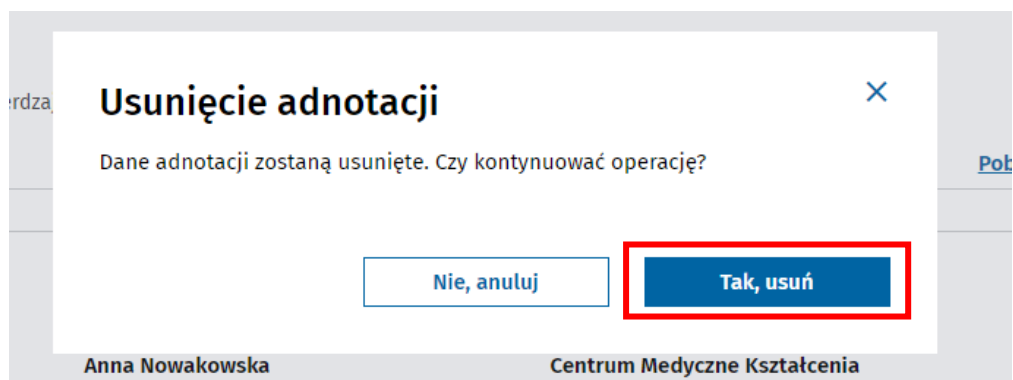 Usunięcie adnotacji
Dane adnotacji zostaną usunięte. Czy kontynuować operację?
Nie, anuluj
Tak, usuń
Anna Nowakowska
Centrum Medyczne Kształcenia